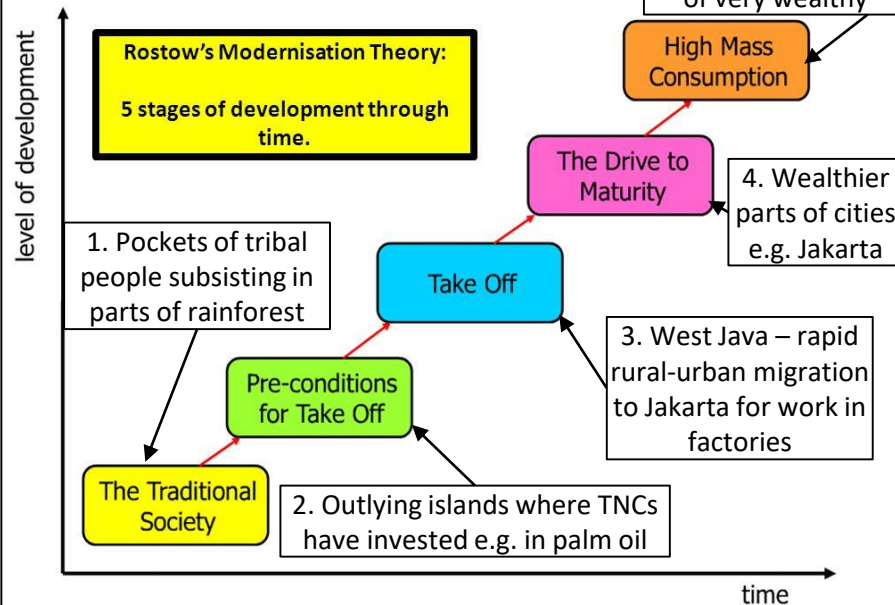 of very wealthy
Rostow's Modernisation Theory:
5 stages of development through
time.
High Mass
Consumption
The Drive to
Maturity
4. Wealthier
parts of cities
e.g. Jakarta
level of development
1. Pockets of tribal
people subsisting in
parts of rainforest
Take Off
3. West Java – rapid
rural-urban migration
to Jakarta for work in
factories
Pre-conditions
for Take Off
The Traditional
Society
2. Outlying islands where TNCs
have invested e.g. in palm oil
time